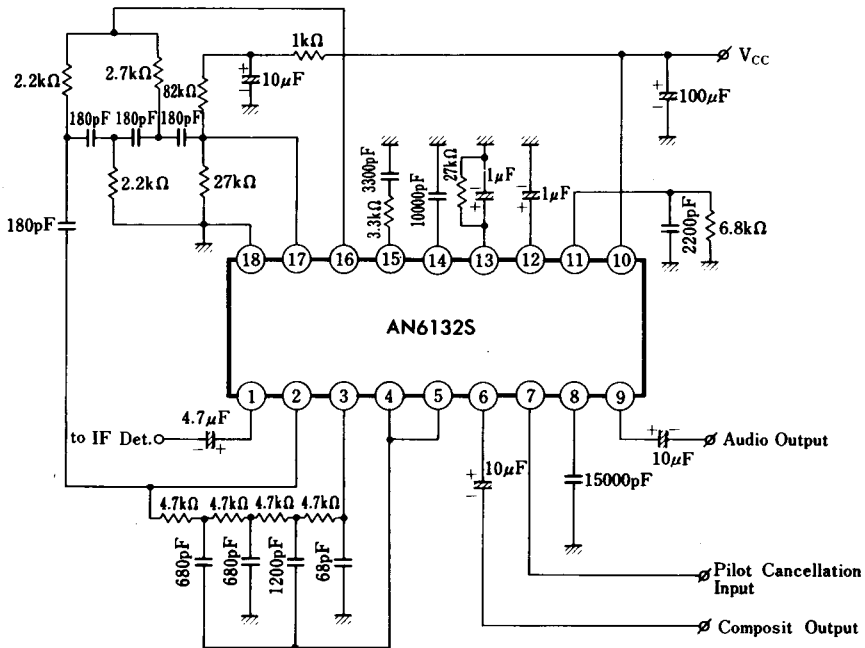 1kΩ
V_CC
2.2kΩ
2.7kΩ
82kΩ
+
−
10μF
+
−
100μF
180pF 180pF 180pF
2.2kΩ
27kΩ
180pF
3300pF
3.3kΩ
10000pF
27kΩ
1μF
+
−
1μF
+
−
2200pF
6.8kΩ
18 17 16 15 14 13 12 11 10
AN6132S
1 2 3 4 5 6 7 8 9
to IF Det.
4.7μF
− +
+ −
10μF
Audio Output
10μF
+
−
15000pF
4.7kΩ 4.7kΩ 4.7kΩ 4.7kΩ
680pF
680pF
1200pF
68pF
Pilot Cancellation
Input
Composit Output